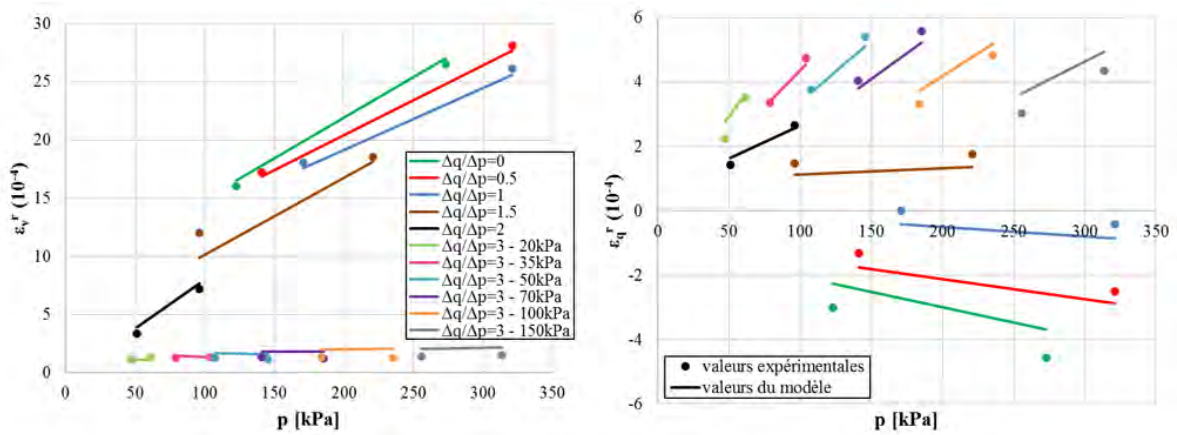 30
25
20
15
10
5
0
εᵥʳ (10⁻⁴)
0 50 100 150 200 250 300 350
p [kPa]
Δq/Δp=0
Δq/Δp=0.5
Δq/Δp=1
Δq/Δp=1.5
Δq/Δp=2
Δq/Δp=3 - 20kPa
Δq/Δp=3 - 35kPa
Δq/Δp=3 - 50kPa
Δq/Δp=3 - 70kPa
Δq/Δp=3 - 100kPa
Δq/Δp=3 - 150kPa
6
4
2
0
-2
-4
-6
ε_qʳ (10⁻⁴)
0 50 100 150 200 250 300 350
valeurs expérimentales
valeurs du modèle
p [kPa]